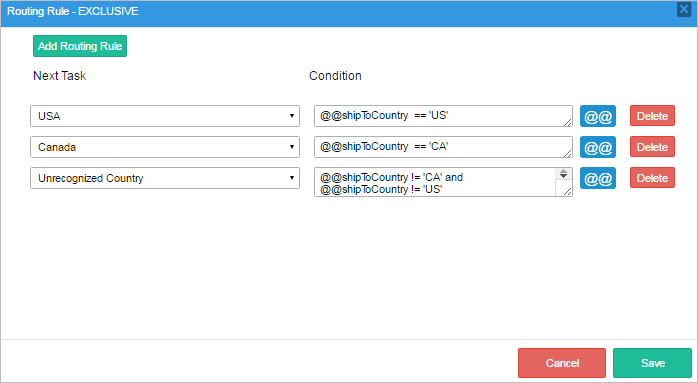 Routing Rule - EXCLUSIVE
Add Routing Rule
Next Task Condition
USA @@shipToCountry == 'US' @@ Delete
Canada @@shipToCountry == 'CA' @@ Delete
Unrecognized Country @@shipToCountry != 'CA' and @@ Delete
@@shipToCountry != 'US'
Cancel Save